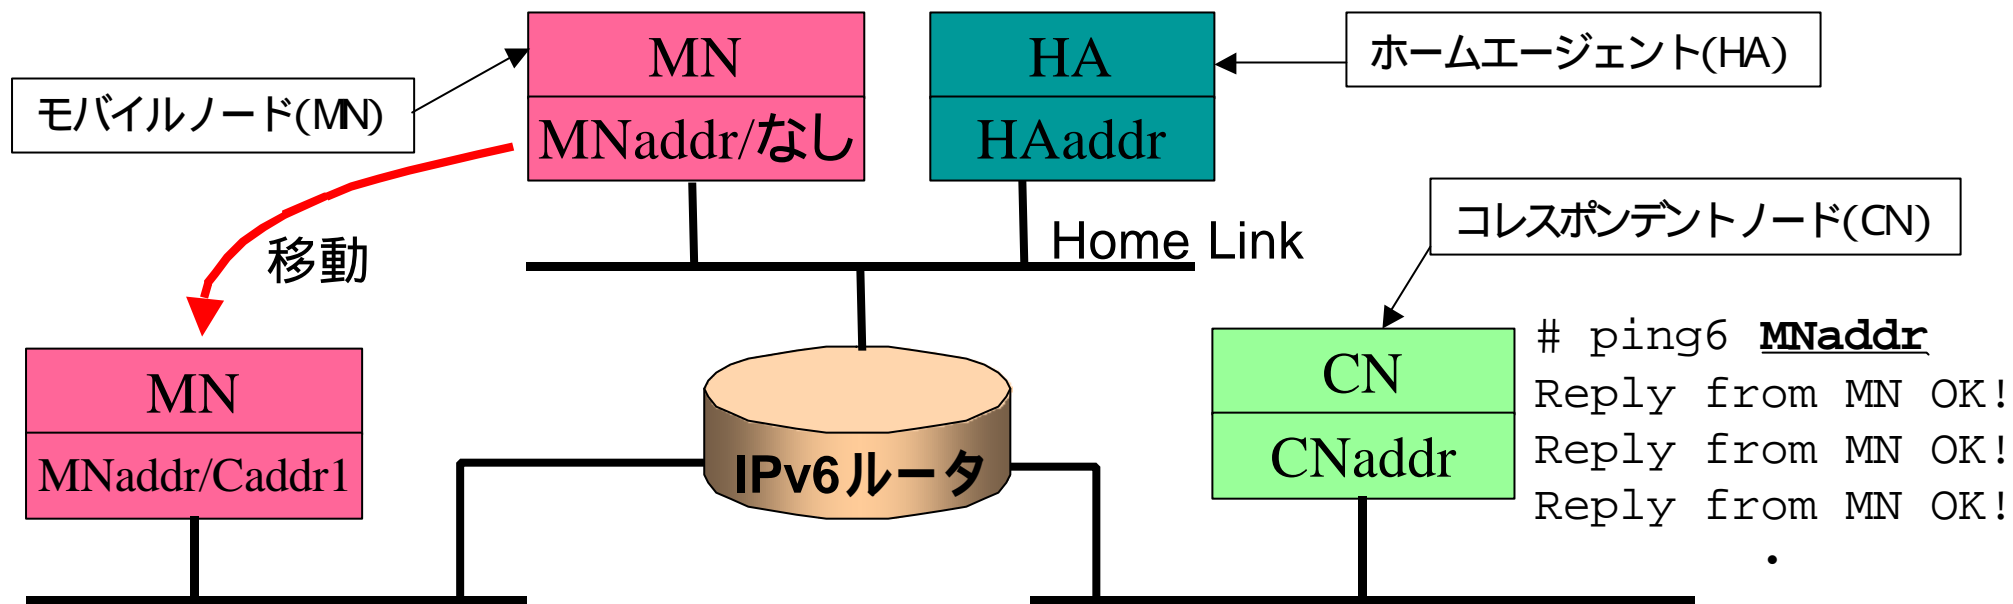 MN
HA
ホームエージェント(HA)
モバイルノード(MN)
MNaddr/なし
HAaddr
コレスポンデントノード(CN)
Home Link
移動
# ping6 MNaddr
MN
CN
Reply from MN OK!
Reply from MN OK!
MNaddr/Caddr1
IPv6ルータ
CNaddr
Reply from MN OK!
.